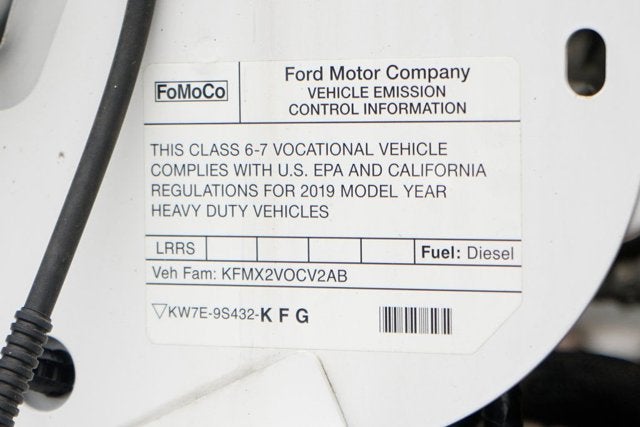 FoMoCo
Ford Motor Company
VEHICLE EMISSION
CONTROL INFORMATION
THIS CLASS 6-7 VOCATIONAL VEHICLE
COMPLIES WITH U.S. EPA AND CALIFORNIA
REGULATIONS FOR 2019 MODEL YEAR
HEAVY DUTY VEHICLES
LRRS Fuel: Diesel
Veh Fam: KFMX2VOCV2AB
▽KW7E-9S432-KFG